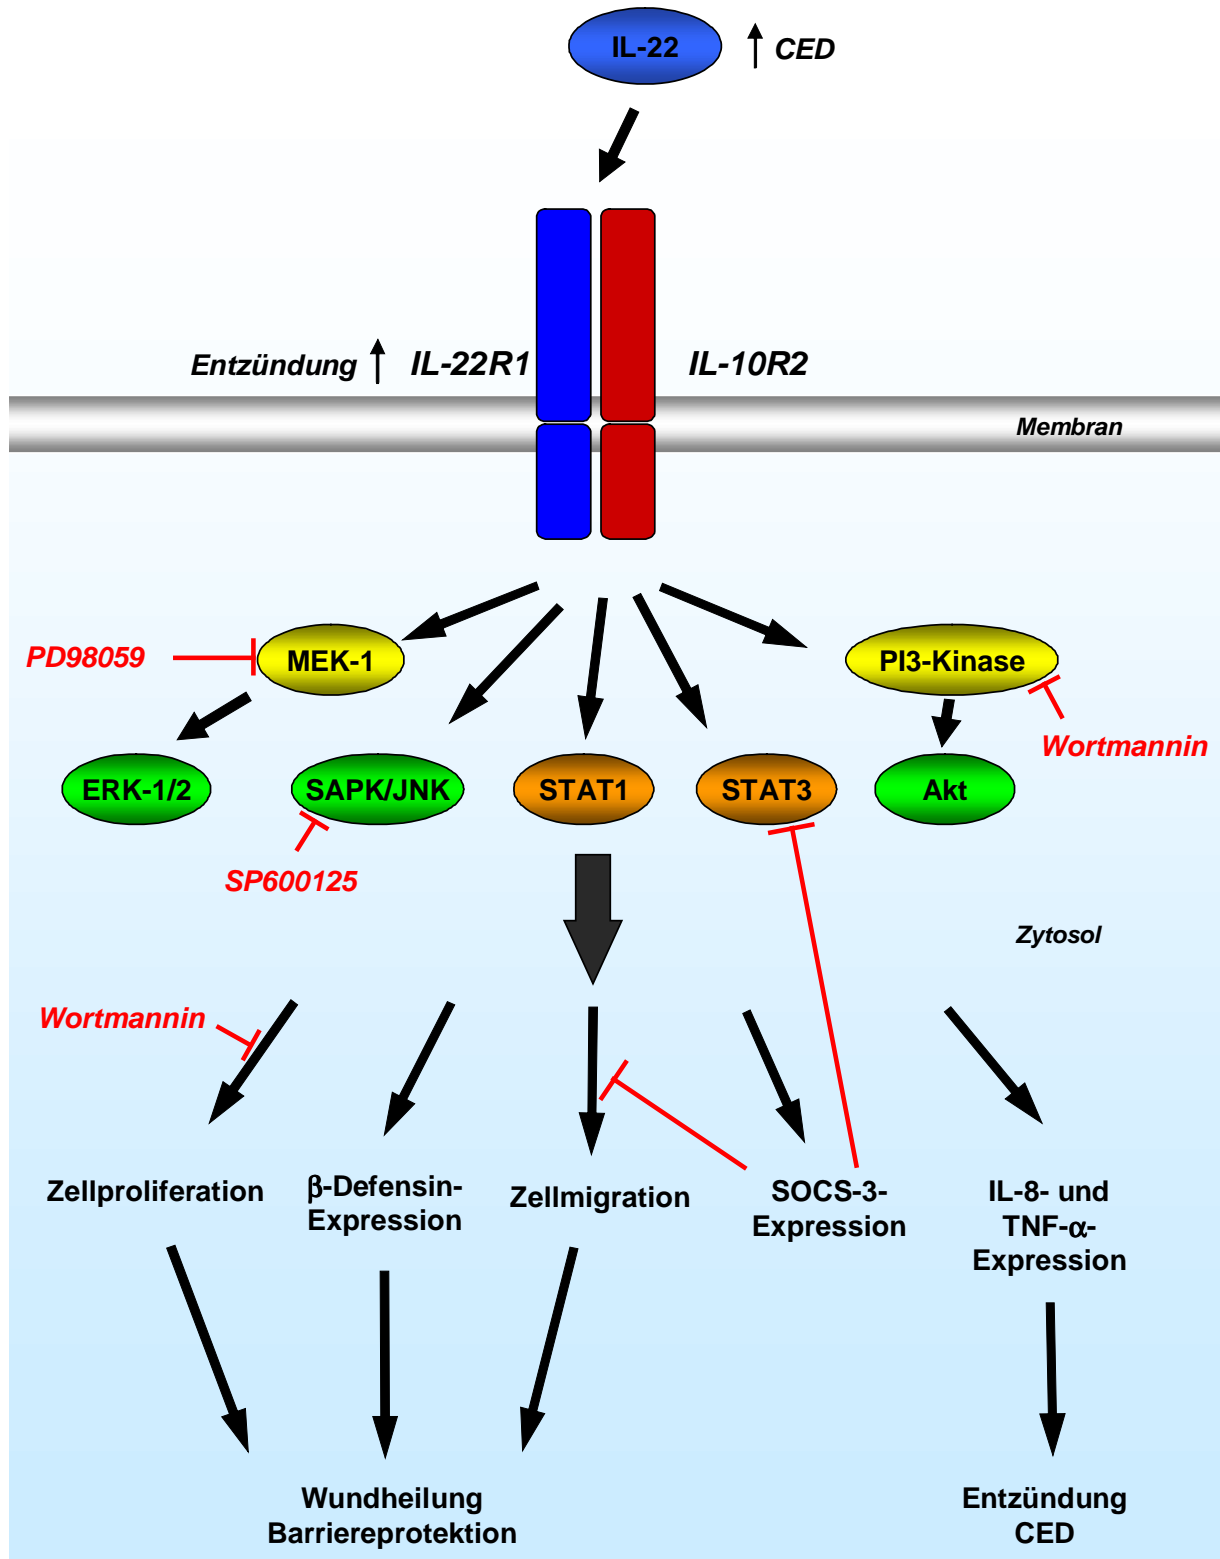 IL-22
↑ CED
Entzündung ↑ IL-22R1
IL-10R2
Membran
PD98059
MEK-1
PI3-Kinase
Wortmannin
ERK-1/2
SAPK/JNK
STAT1
STAT3
Akt
SP600125
Zytosol
Wortmannin
Zellproliferation
β-Defensin-
Expression
Zellmigration
SOCS-3-
Expression
IL-8- und
TNF-α-
Expression
Wundheilung
Barriereprotektion
Entzündung
CED